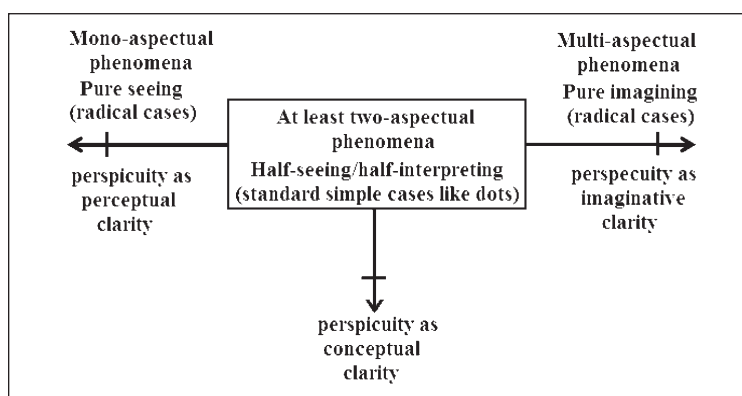 Mono-aspectual
phenomena
Pure seeing
(radical cases)
perspicuity as
perceptual
clarity
At least two-aspectual
phenomena
Half-seeing/half-interpreting
(standard simple cases like dots)
perspicuity as
conceptual
clarity
Multi-aspectual
phenomena
Pure imagining
(radical cases)
perspecuity as
imaginative
clarity